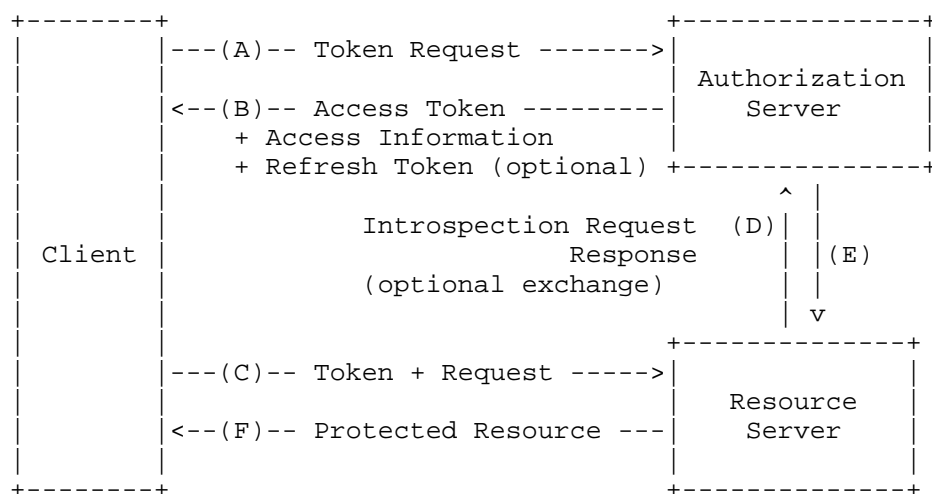 ---(A)-- Token Request ------->
Authorization
<--(B)-- Access Token ---------
Server
+ Access Information
+ Refresh Token (optional)
Introspection Request (D)
Client
Response (E)
(optional exchange)
---(C)-- Token + Request ----->
Resource
<--(F)-- Protected Resource ---
Server